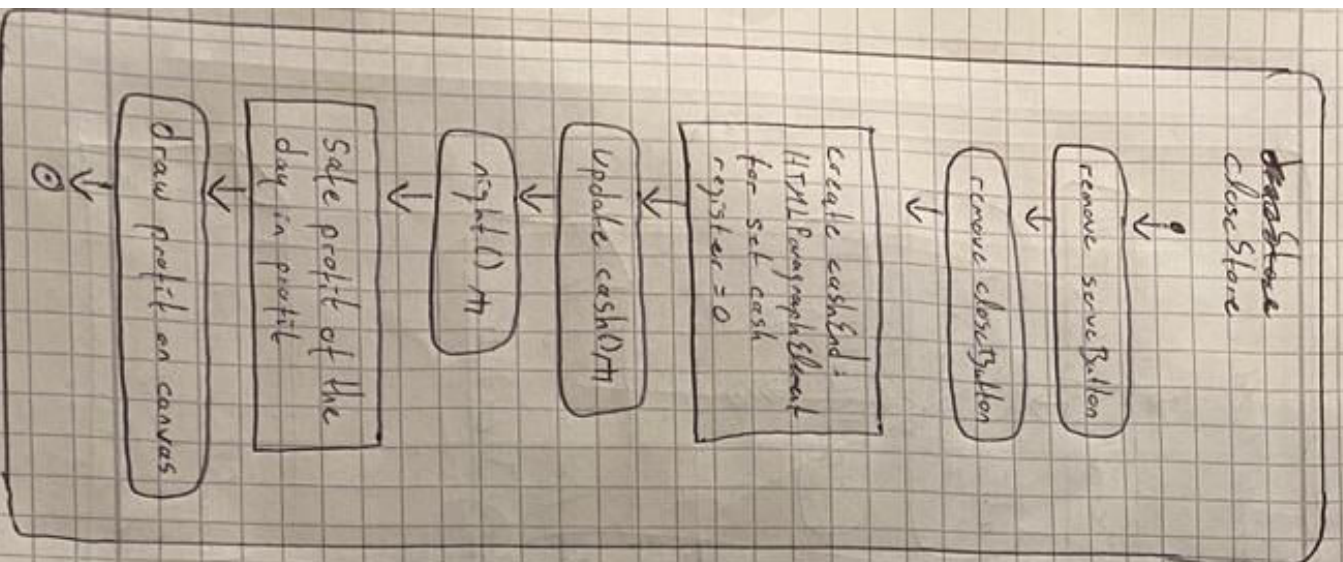 closeStore
remove serveButton
remove closeButton
create cashEnd:
HTMLParagraphElement
for set cash
register = 0
update cash()
night()
Safe profit of the
day in profit
draw profit on canvas